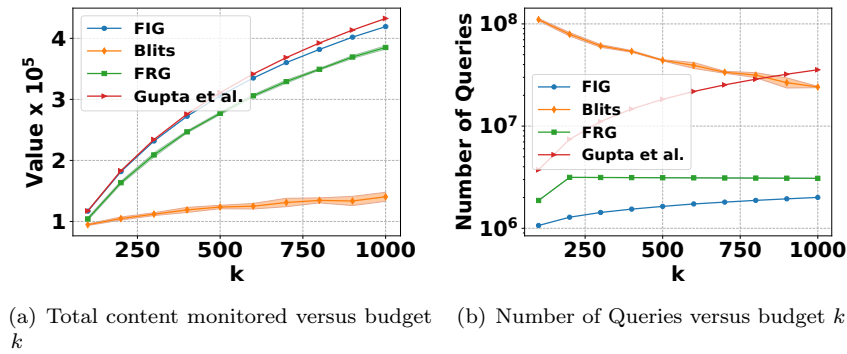 4
3
2
1
Value x 10^5
FIG
Blits
FRG
Gupta et al.
250
500
750
1000
k
10^8
10^7
10^6
Number of Queries
FIG
Blits
FRG
Gupta et al.
250
500
750
1000
k
(a) Total content monitored versus budget
k
(b) Number of Queries versus budget k